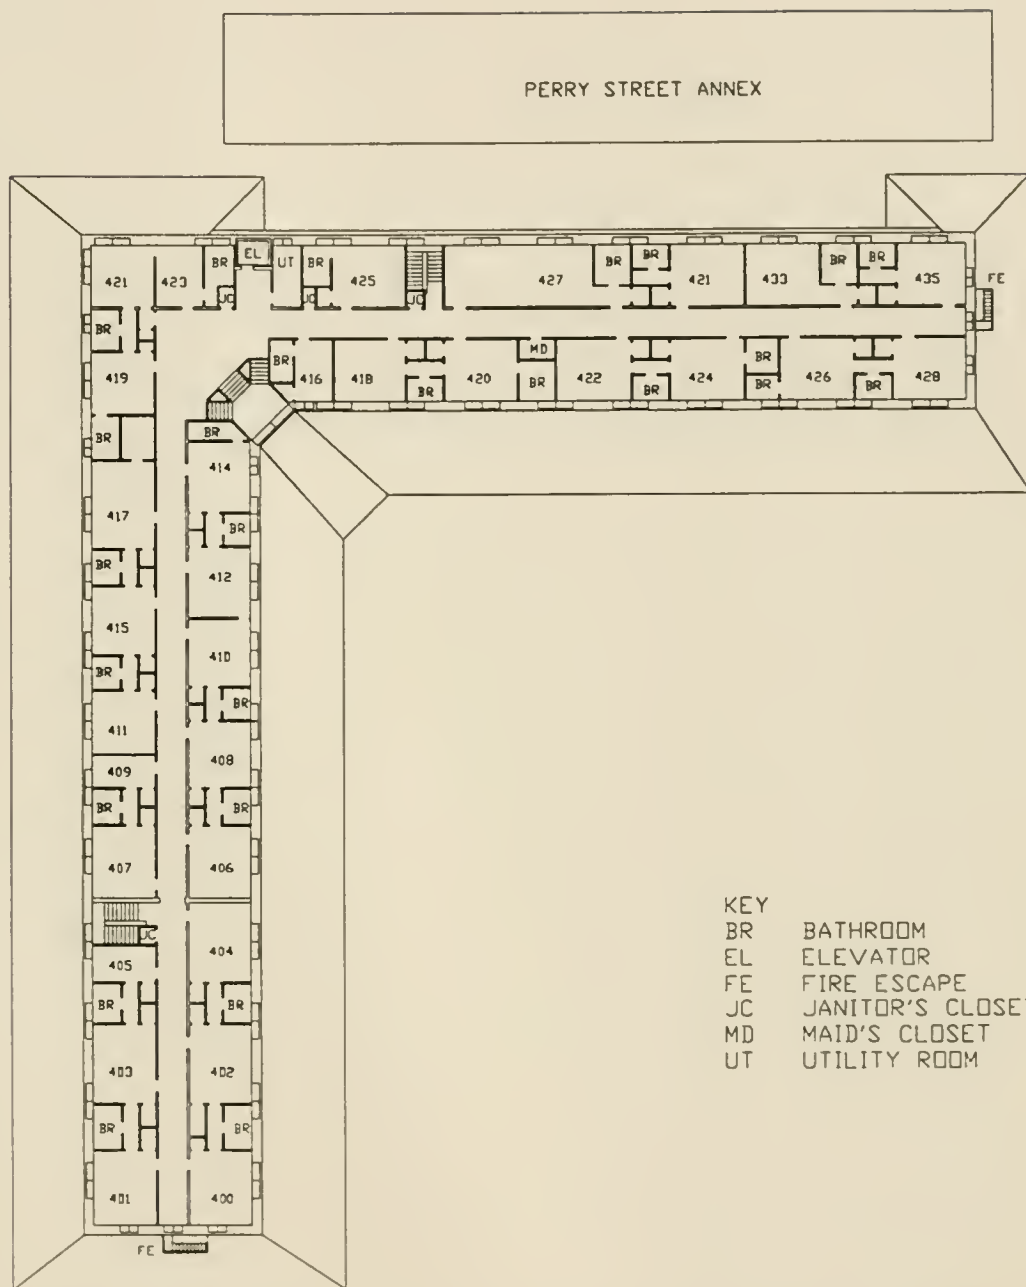 PERRY STREET ANNEX
EL
421 423 BR JC UT BR JC 425 JC 427 BR BR 421 433 BR BR 435 FE
BR
419
BR 416 418 BR 420 MD BR 422 BR 424 BR BR 426 BR 428
BR
BR
414
417
BR
BR
412
415
410
BR
BR
411
408
409
BR
BR
407
406
JC
404
405
BR
BR
403
402
BR
BR
401
400
FE
KEY
BR BATHROOM
EL ELEVATOR
FE FIRE ESCAPE
JC JANITOR'S CLOSET
MD MAID'S CLOSET
UT UTILITY ROOM